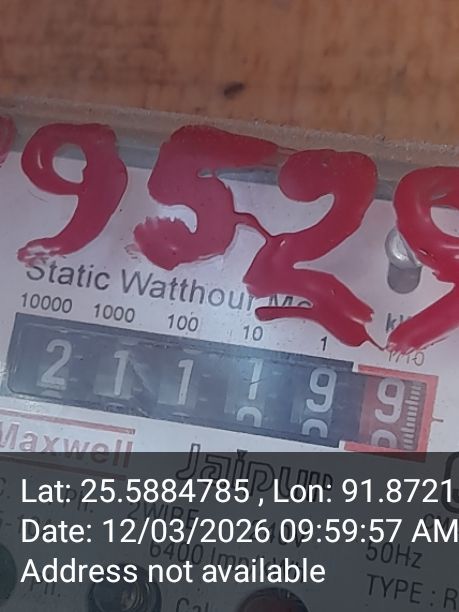 9529
Static Watthour Me
10000 1000 100 10 1 1/10
2 1 1 1 9 9
Maxwell Jaipur
Lat: 25.5884785 , Lon: 91.8721
Date: 12/03/2026 09:59:57 AM
2WIRE
50Hz
Address not available
TYPE : R